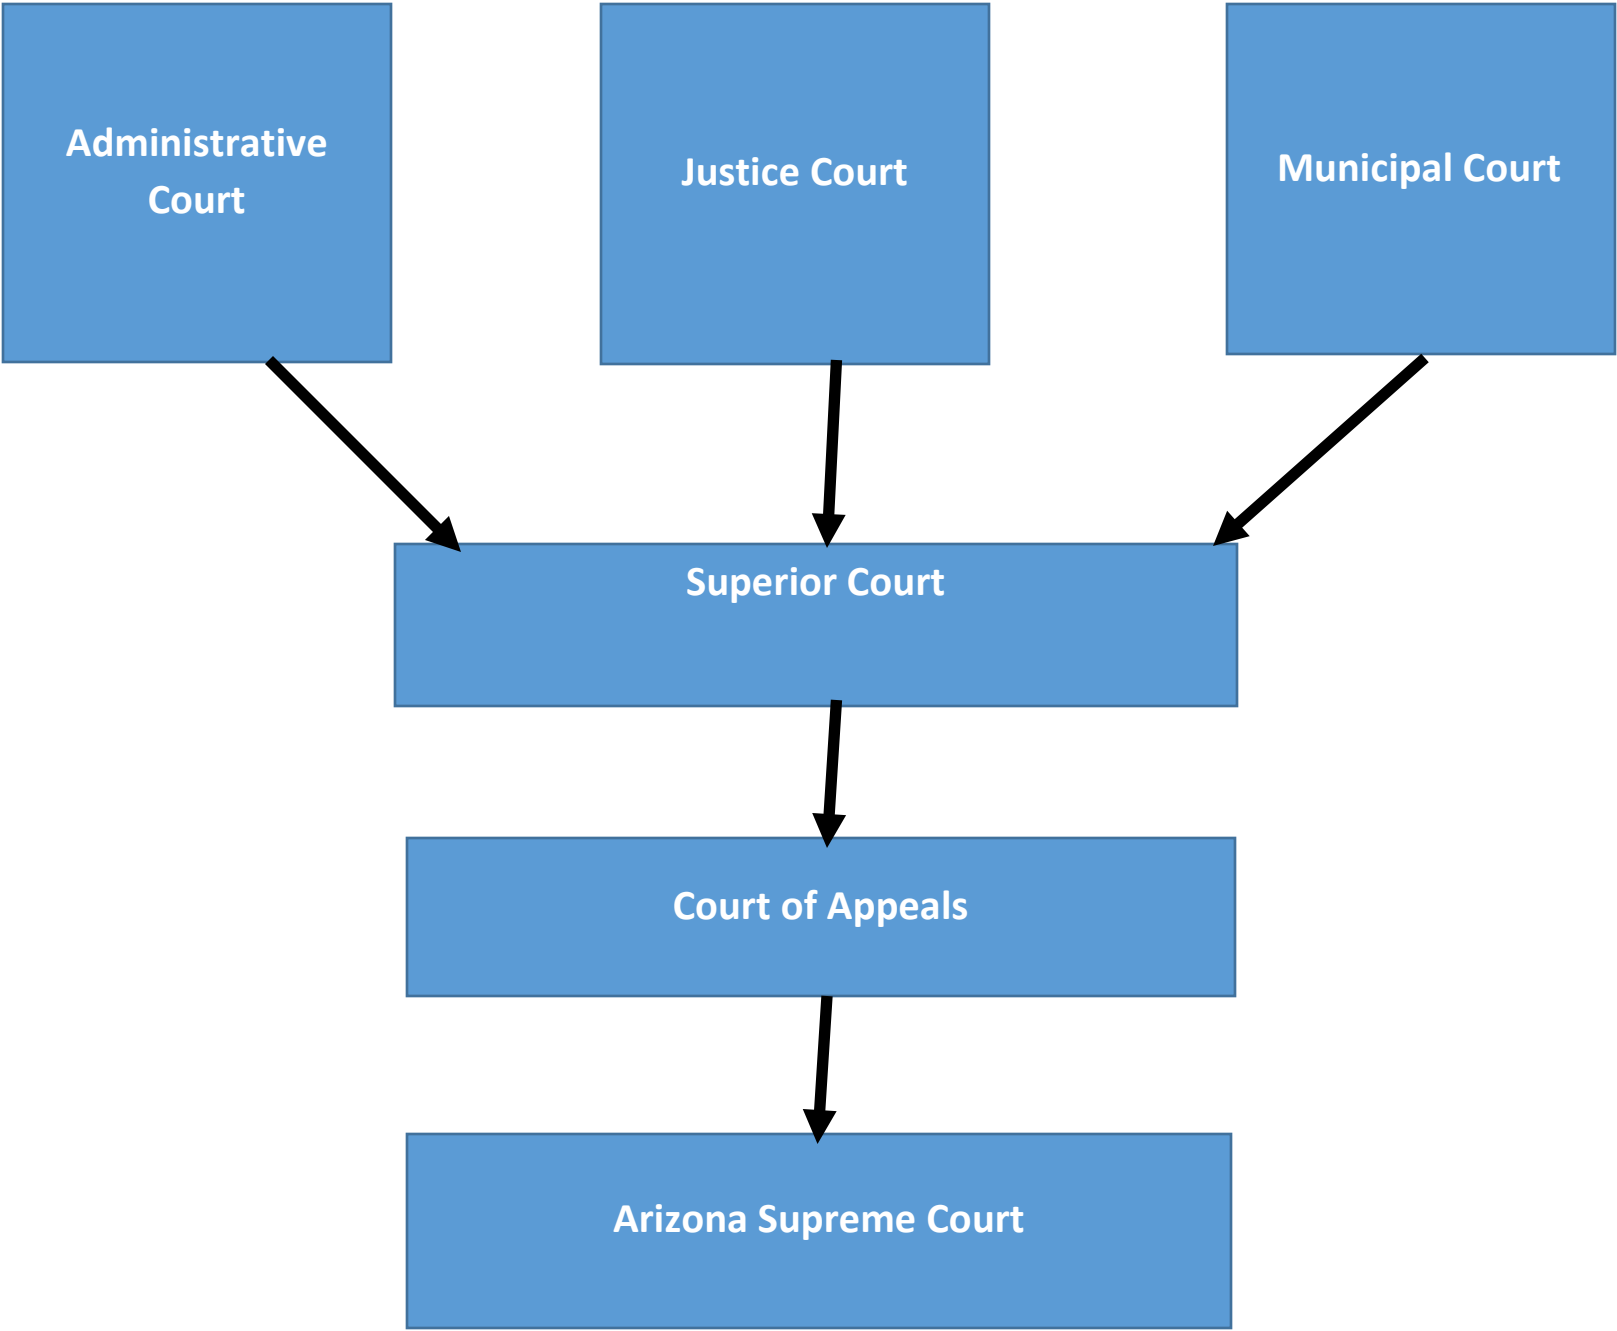 Administrative
Court
Justice Court
Municipal Court
Superior Court
Court of Appeals
Arizona Supreme Court